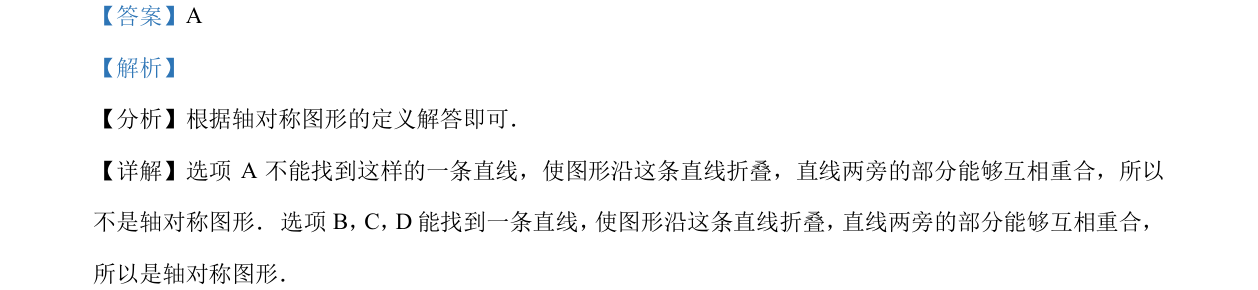 【答案】A
【解析】
【分析】根据轴对称图形的定义解答即可.
【详解】选项 A 不能找到这样的一条直线，使图形沿这条直线折叠，直线两旁的部分能够互相重合，所以
不是轴对称图形. 选项 B，C，D 能找到一条直线，使图形沿这条直线折叠，直线两旁的部分能够互相重合，
所以是轴对称图形.